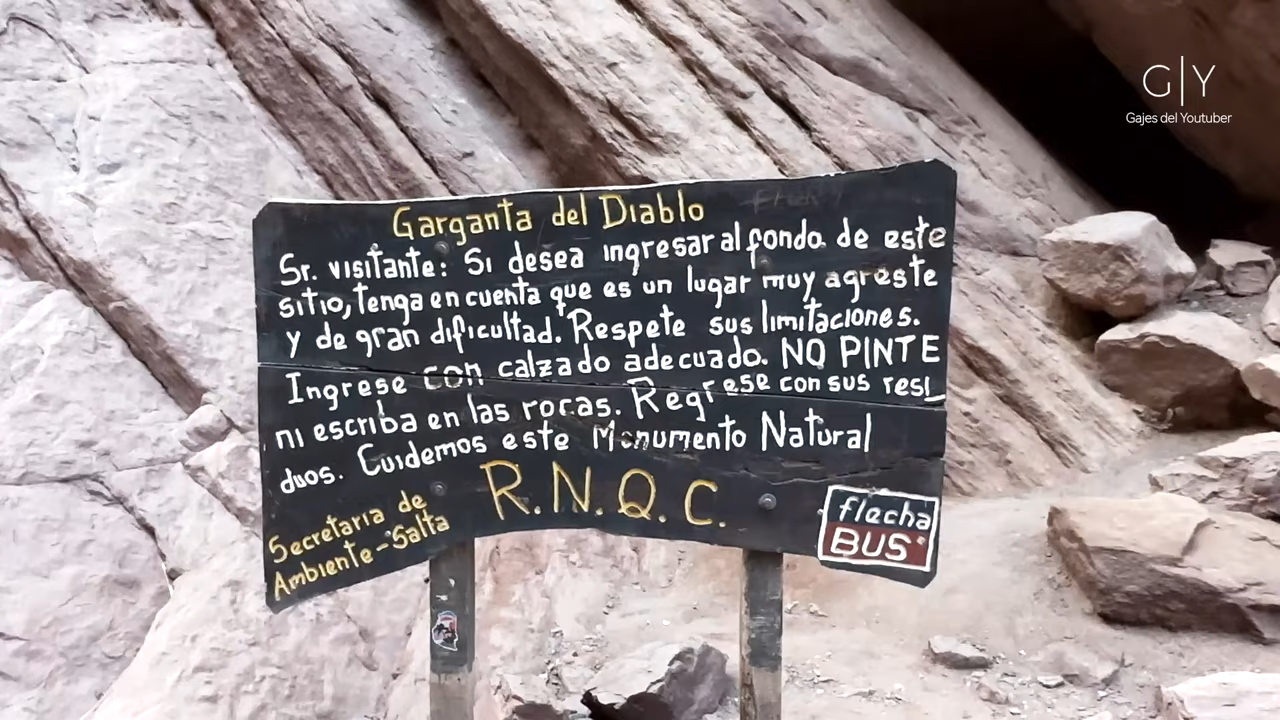 G|Y
Gajes del Youtuber
Garganta del Diablo
Sr. visitante: Si desea ingresar al fondo de este
sitio, tenga en cuenta que es un lugar muy agreste
y de gran dificultad. Respete sus limitaciones.
Ingrese con calzado adecuado. NO PINTE
ni escriba en las rocas. Regrese con sus resi_
duos. Cuidemos este Monumento Natural
R.N.Q.C.
Secretaria de
Ambiente-Salta
flecha
BUS